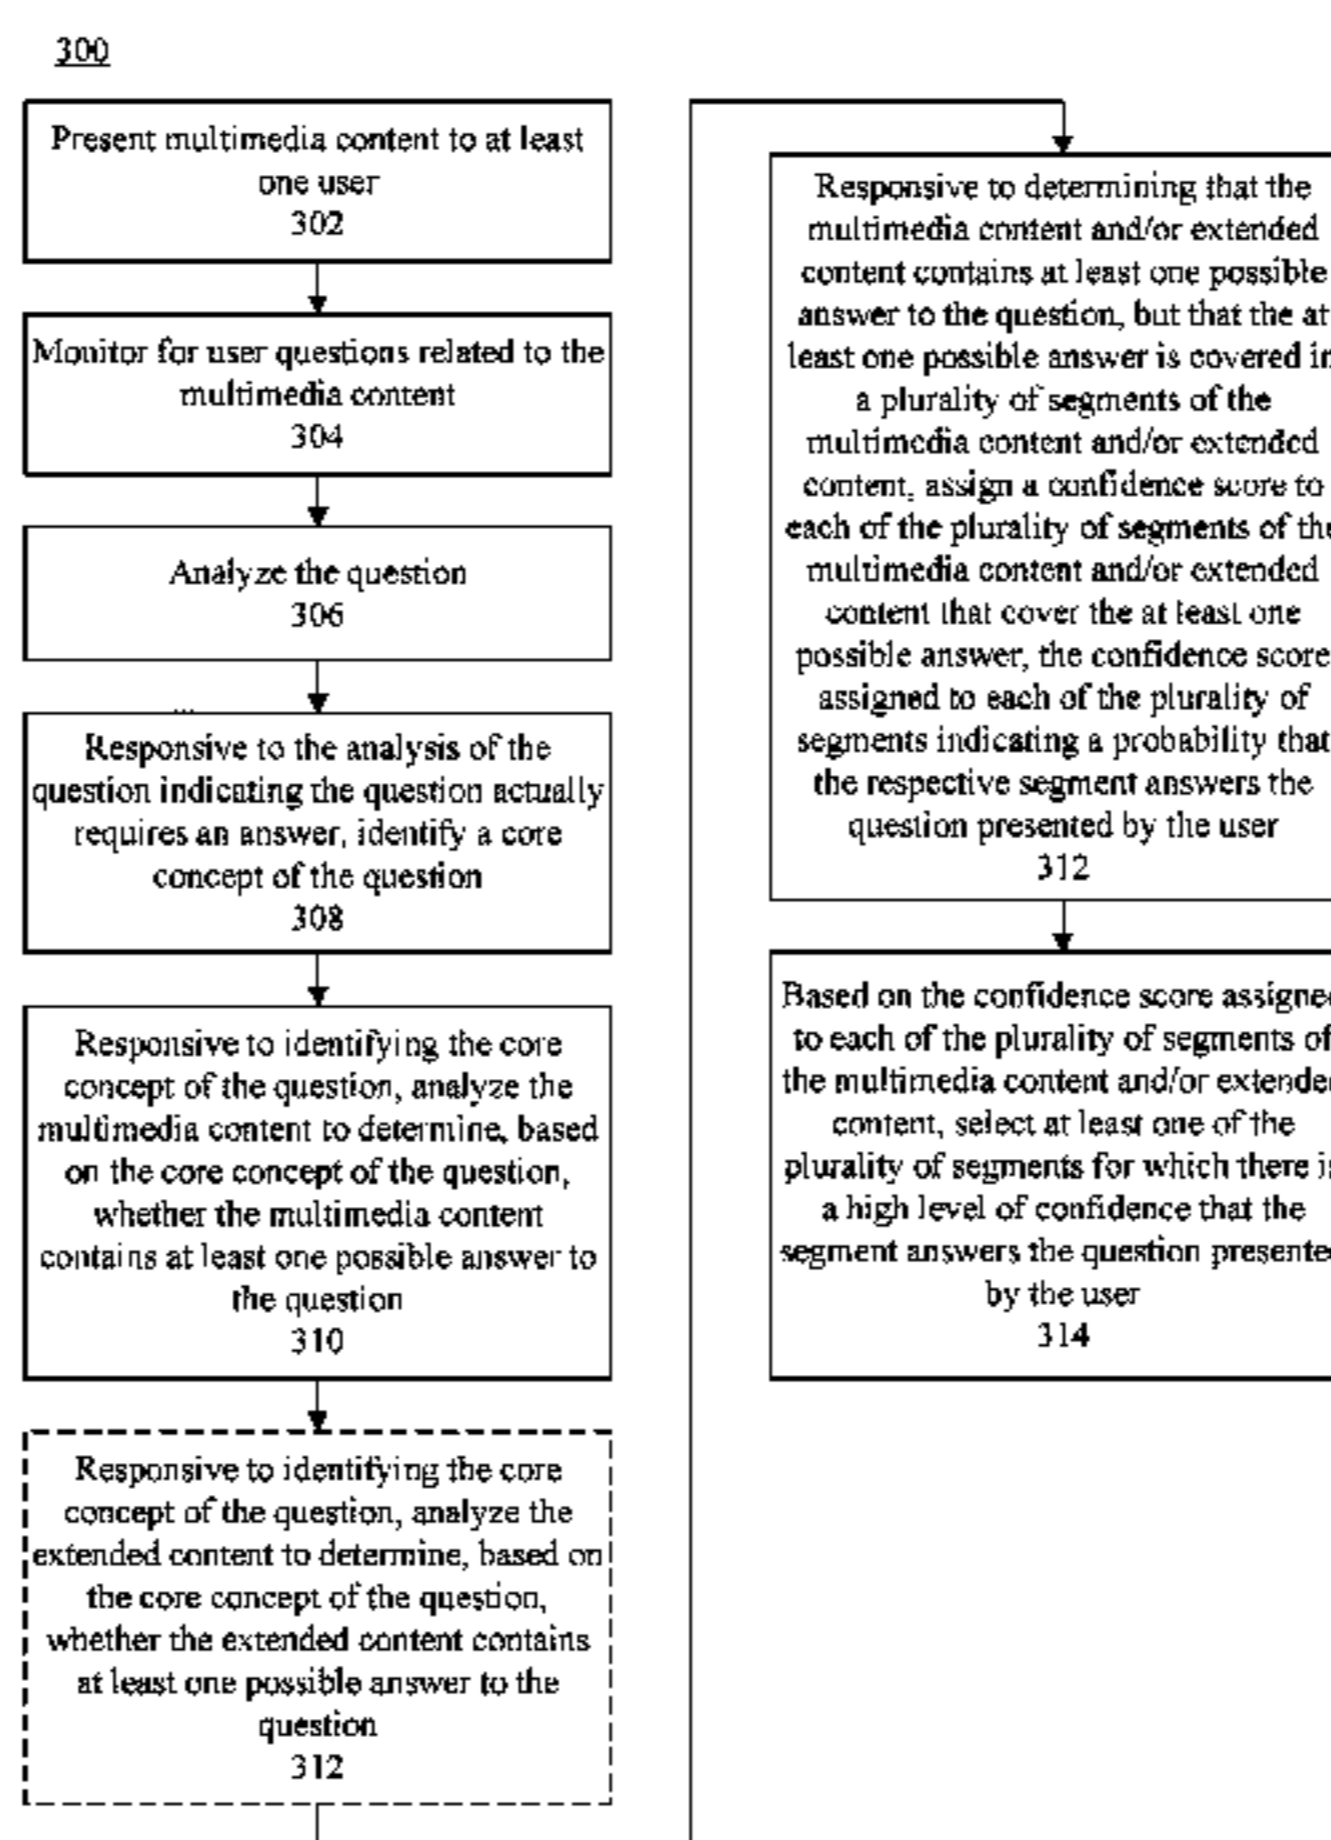 300
Present multimedia content to at least
one user
302
Monitor for user questions related to the
multimedia content
304
Analyze the question
306
Responsive to the analysis of the
question indicating the question actually
requires an answer, identify a core
concept of the question
308
Responsive to identifying the core
concept of the question, analyze the
multimedia content to determine, based
on the core concept of the question,
whether the multimedia content
contains at least one possible answer to
the question
310
Responsive to identifying the core
concept of the question, analyze the
extended content to determine, based on
the core concept of the question,
whether the extended content contains
at least one possible answer to the
question
312
Responsive to determining that the
multimedia content and/or extended
content contains at least one possible
answer to the question, but that the at
least one possible answer is covered in
a plurality of segments of the
multimedia content and/or extended
content, assign a confidence score to
each of the plurality of segments of the
multimedia content and/or extended
content that cover the at least one
possible answer, the confidence score
assigned to each of the plurality of
segments indicating a probability that
the respective segment answers the
question presented by the user
312
Based on the confidence score assigned
to each of the plurality of segments of
the multimedia content and/or extended
content, select at least one of the
plurality of segments for which there is
a high level of confidence that the
segment answers the question presented
by the user
314